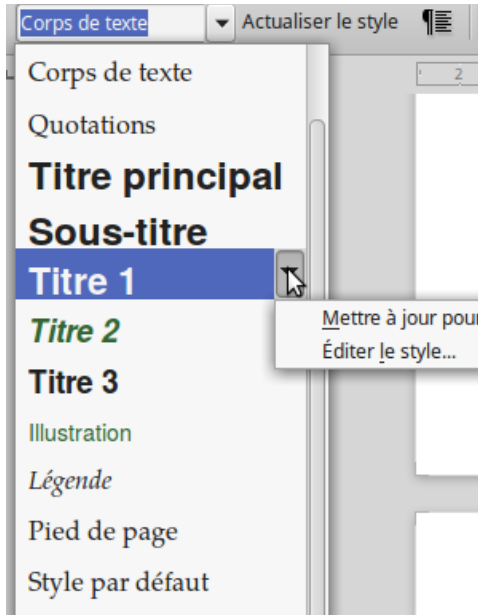 Corps de texte Actualiser le style
Corps de texte
2
Quotations
Titre principal
Sous-titre
Titre 1
Mettre à jour pour
Titre 2
Éditer le style...
Titre 3
Illustration
Légende
Pied de page
Style par défaut